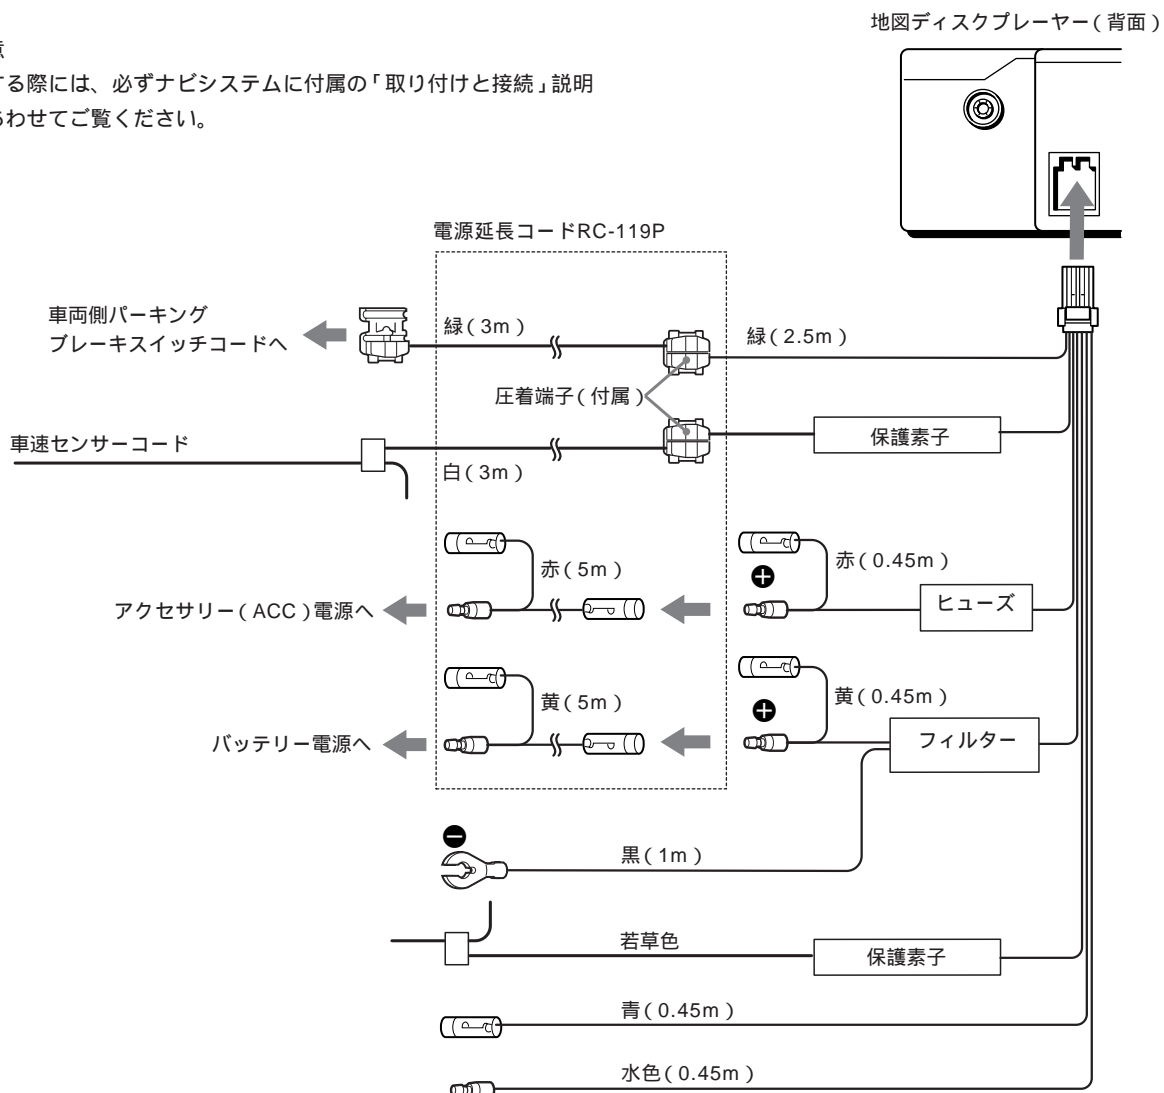 地図ディスクプレーヤー(背面)
する際には、必ずナビシステムに付属の「取り付けと接続」説明
わせてご覧ください。
電源延長コードRC-119P
車両側パーキング
ブレーキスイッチコードへ
緑(3m)
緑(2.5m)
圧着端子(付属)
車速センサーコード
保護素子
白(3m)
赤(5m)
赤(0.45m)
アクセサリー(ACC)電源へ
ヒューズ
黄(5m)
黄(0.45m)
バッテリー電源へ
フィルター
黒(1m)
若草色
保護素子
青(0.45m)
水色(0.45m)